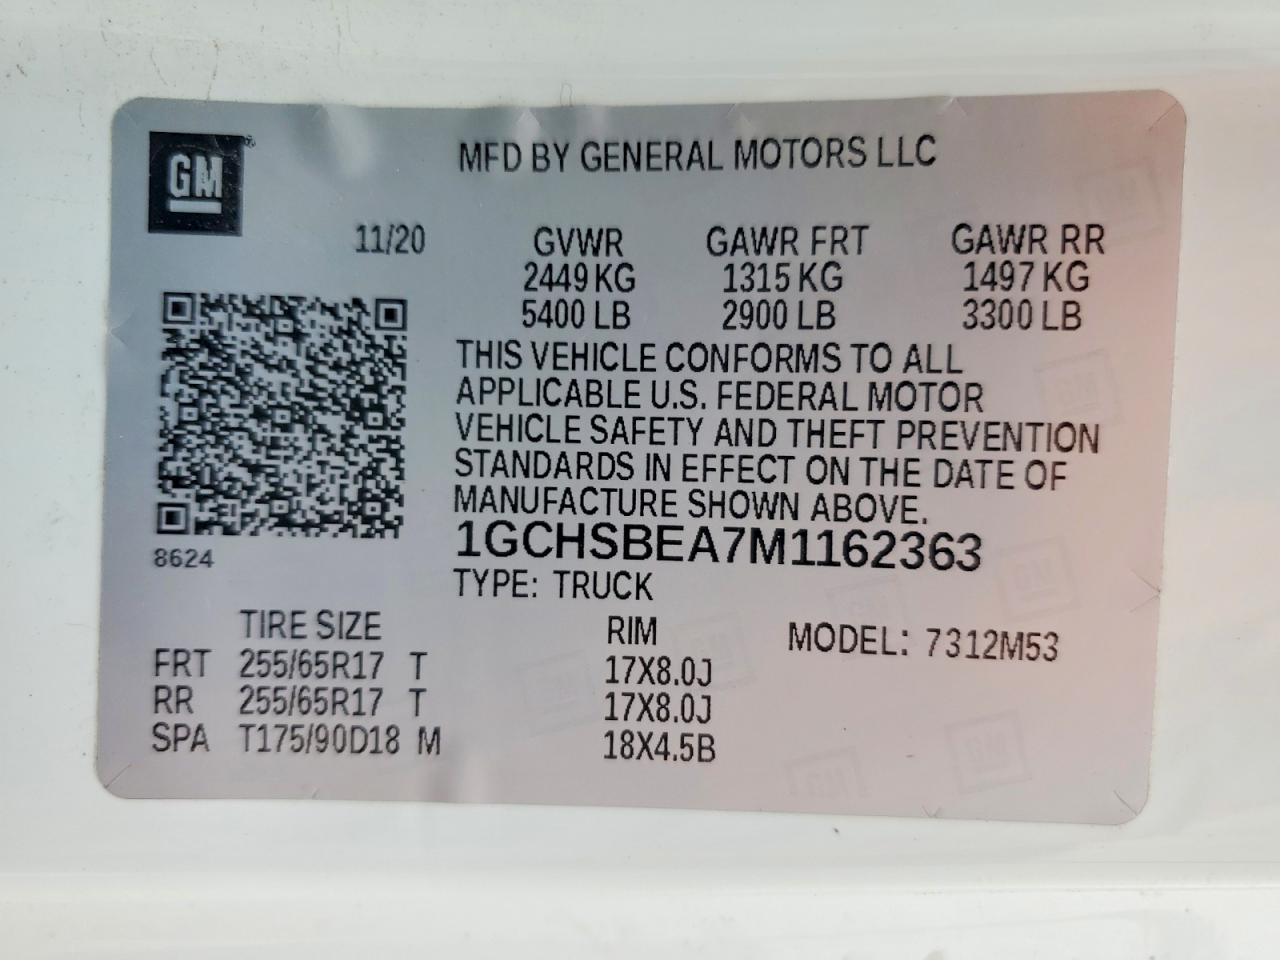 GM
MFD BY GENERAL MOTORS LLC
11/20 GVWR GAWR FRT GAWR RR
2449 KG 1315 KG 1497 KG
5400 LB 2900 LB 3300 LB
THIS VEHICLE CONFORMS TO ALL
APPLICABLE U.S. FEDERAL MOTOR
VEHICLE SAFETY AND THEFT PREVENTION
STANDARDS IN EFFECT ON THE DATE OF
MANUFACTURE SHOWN ABOVE.
1GCHSBEA7M1162363
8624
TYPE: TRUCK
TIRE SIZE RIM MODEL: 7312M53
FRT 255/65R17 T 17X8.0J
RR 255/65R17 T 17X8.0J
SPA T175/90D18 M 18X4.5B